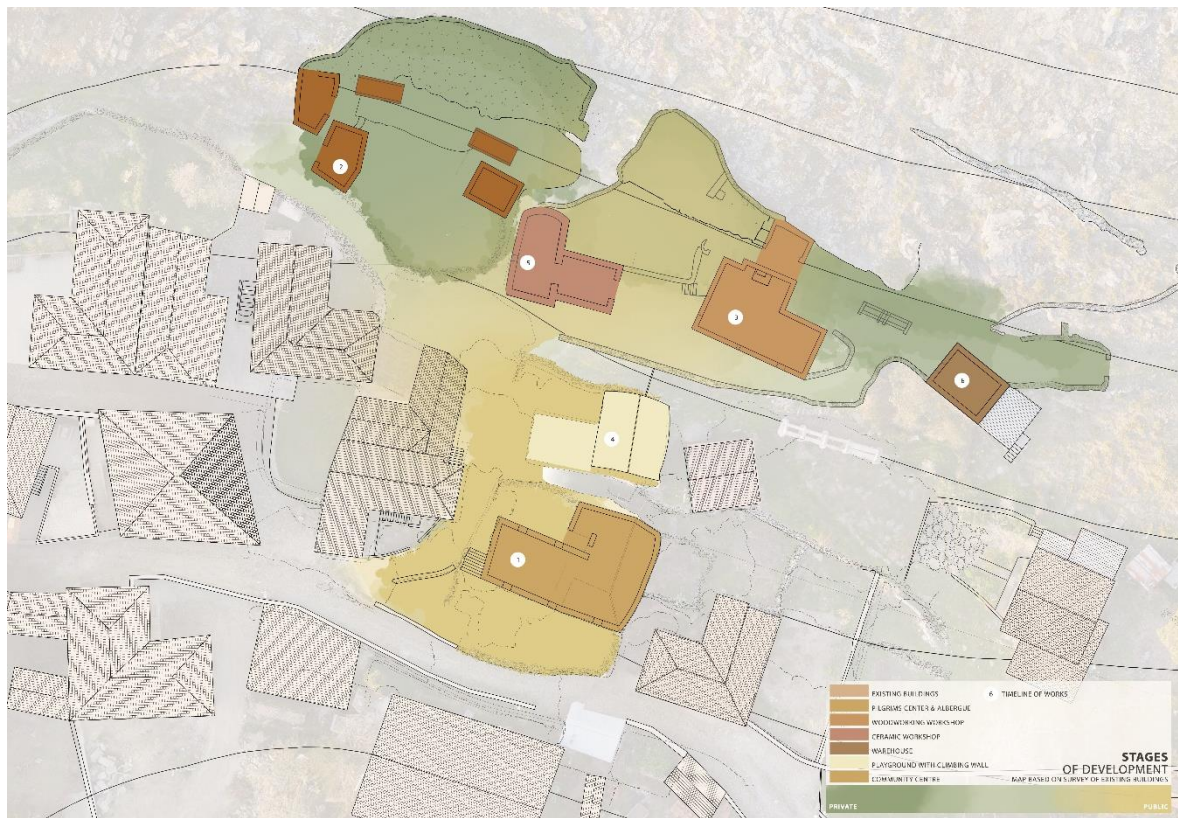 2
5
3
6
4
1
EXISTING BUILDINGS
6 TIMELINE OF WORKS
PILGRIMS CENTER & ALBERGUE
WOODWORKING WORKSHOP
CERAMIC WORKSHOP
WAREHOUSE
PLAYGROUND WITH CLIMBING WALL
COMMUNITY CENTRE
STAGES
OF DEVELOPMENT
MAP BASED ON SURVEY OF EXISTING BUILDINGS
PRIVATE
PUBLIC